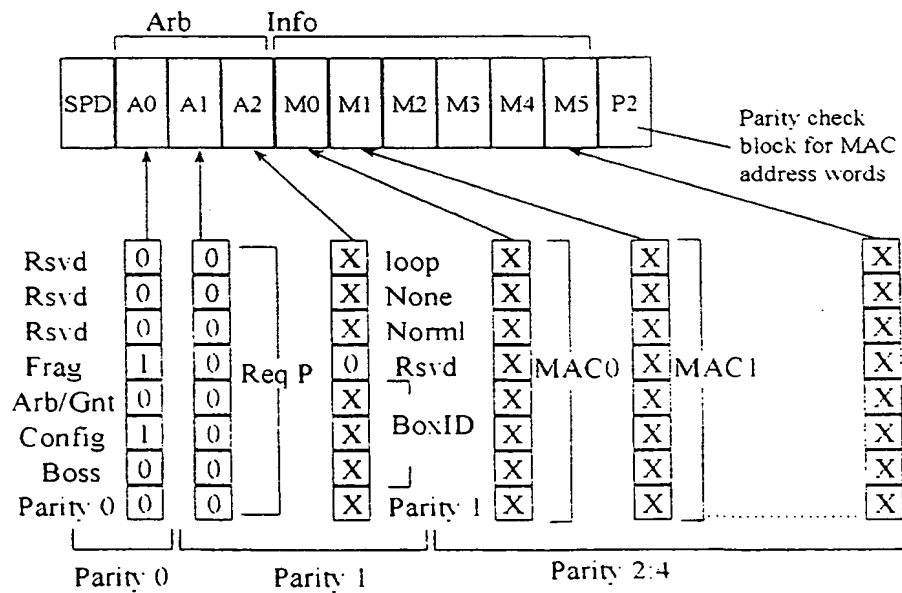 Arb Info
SPD A0 A1 A2 M0 M1 M2 M3 M4 M5 P2
Parity check
block for MAC
address words
Rsvd 0 0 X loop X X X
Rsvd 0 0 X None X X X
Rsvd 0 0 X Norml X X X
Frag 1 0 Req P 0 Rsvd X MAC0 X MAC1 X
Arb/Gnt 0 0 X X X X
Config 1 0 X BoxID X X X
Boss 0 0 X X X X
Parity 0 0 0 X Parity 1 X X X
Parity 0 Parity 1 Parity 2:4